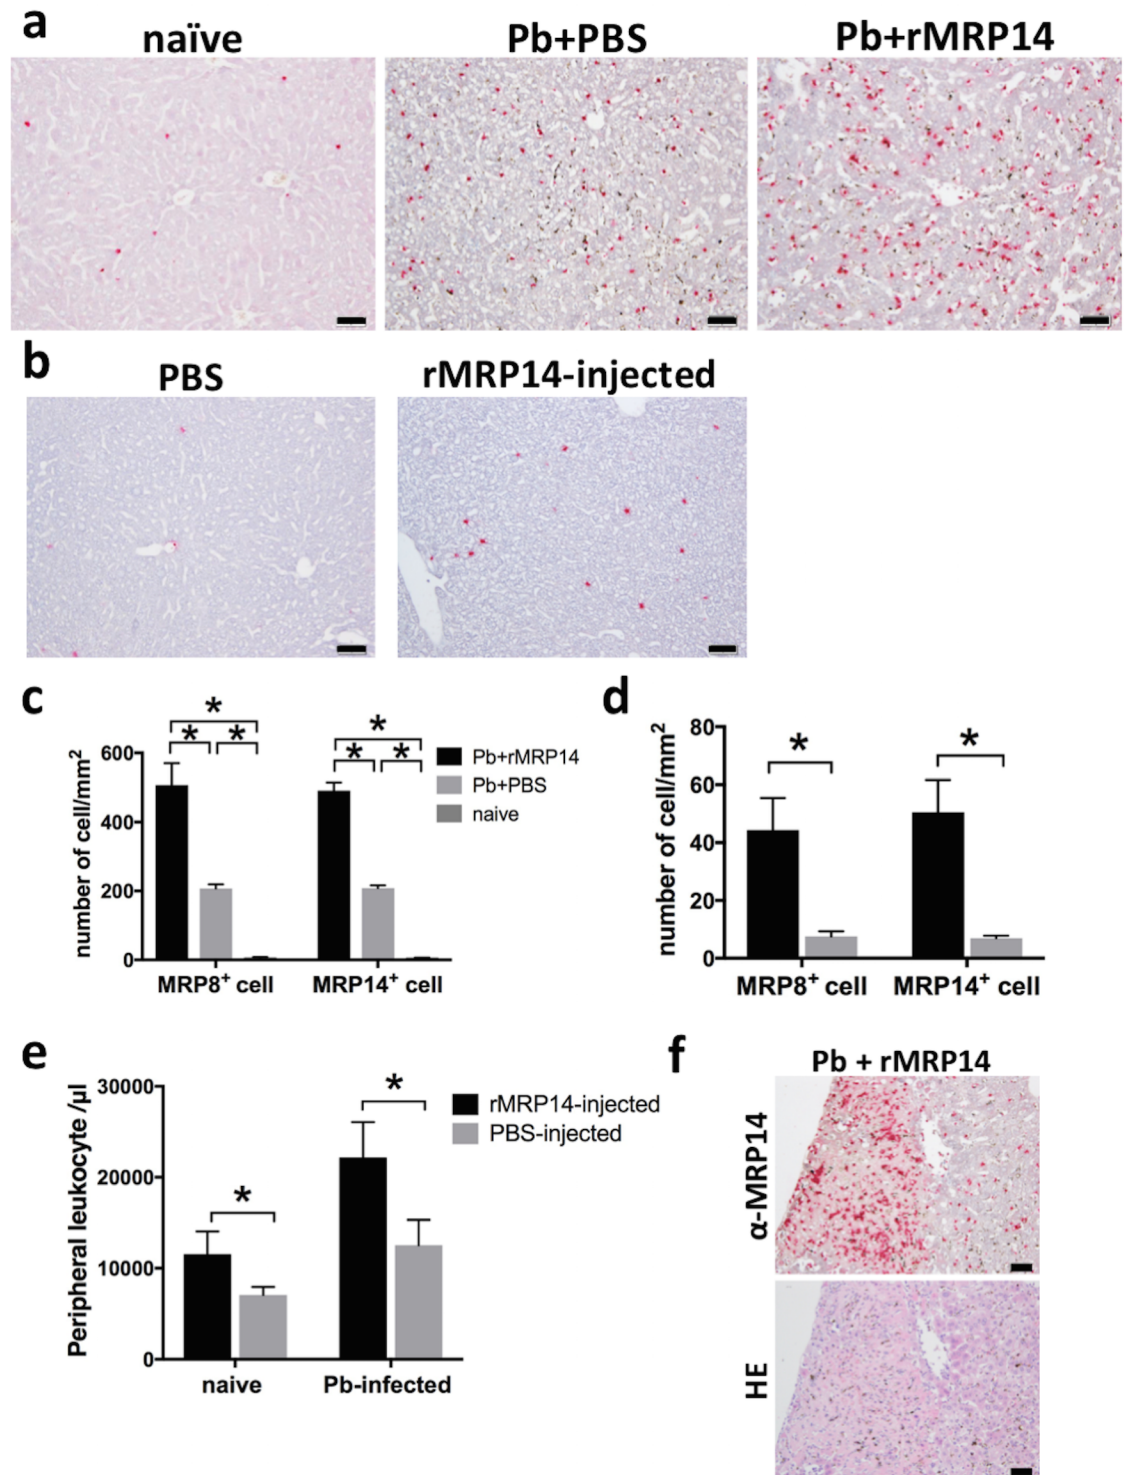 a
naïve Pb+PBS Pb+rMRP14
b
PBS rMRP14-injected
c
number of cell/mm²
600
400
200
0
* * *
* * *
MRP8⁺ cell MRP14⁺ cell
Pb+rMRP14
Pb+PBS
naive
d
number of cell/mm²
80
60
40
20
0
* *
MRP8⁺ cell MRP14⁺ cell
e
Peripheral leukocyte /µl
30000
20000
10000
0
* *
naive Pb-infected
rMRP14-injected
PBS-injected
f
Pb + rMRP14
α-MRP14
HE